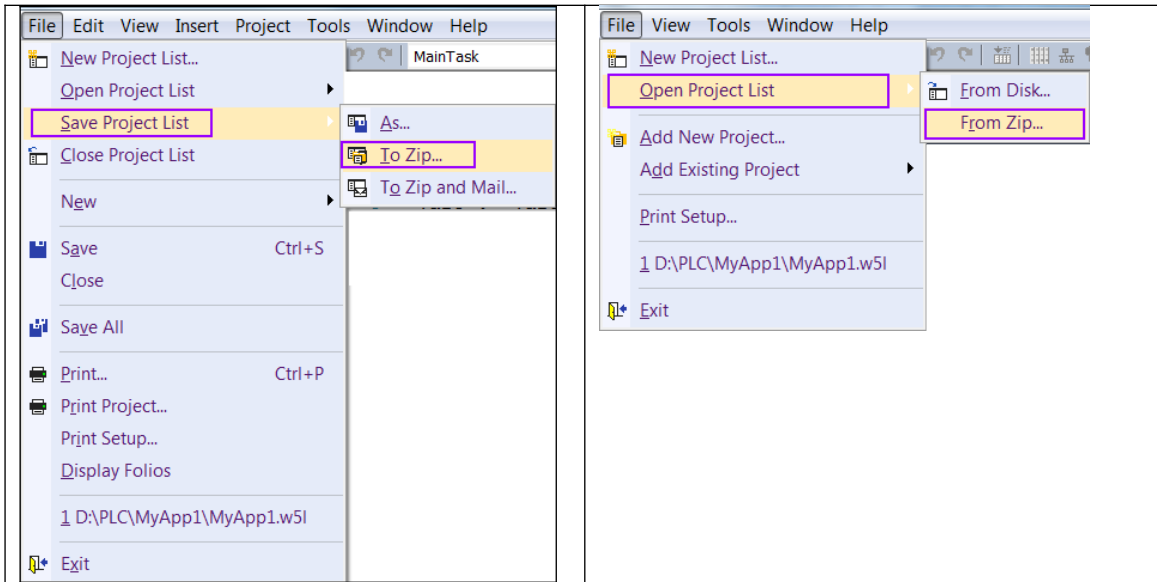 File Edit View Insert Project Tools Window Help
MainTask
New Project List...
Open Project List
Save Project List
As...
Close Project List
To Zip...
To Zip and Mail...
New
Save Ctrl+S
Close
Save All
Print... Ctrl+P
Print Project...
Print Setup...
Display Folios
1 D:\PLC\MyApp1\MyApp1.w5l
Exit
File View Tools Window Help
New Project List...
Open Project List
From Disk...
From Zip...
Add New Project...
Add Existing Project
Print Setup...
1 D:\PLC\MyApp1\MyApp1.w5l
Exit